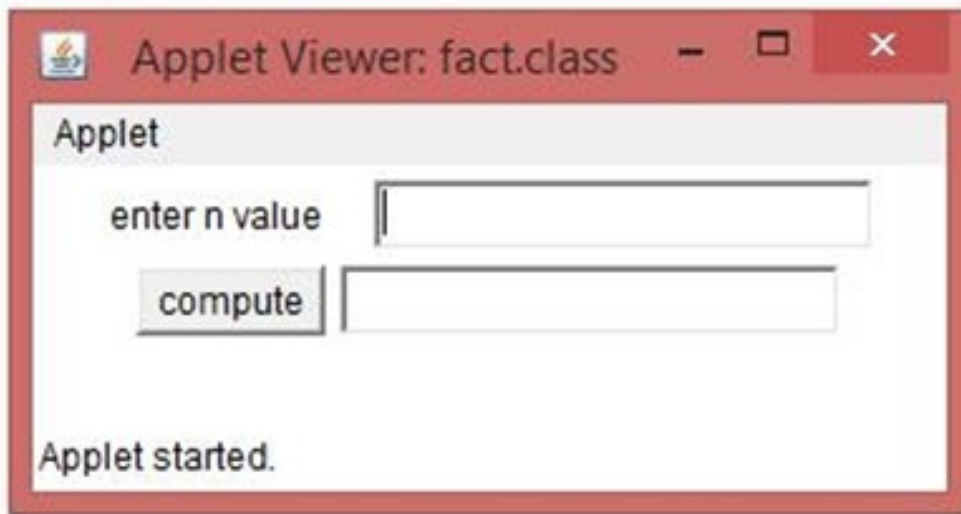 Applet Viewer: fact.class
Applet
enter n value
compute
Applet started.